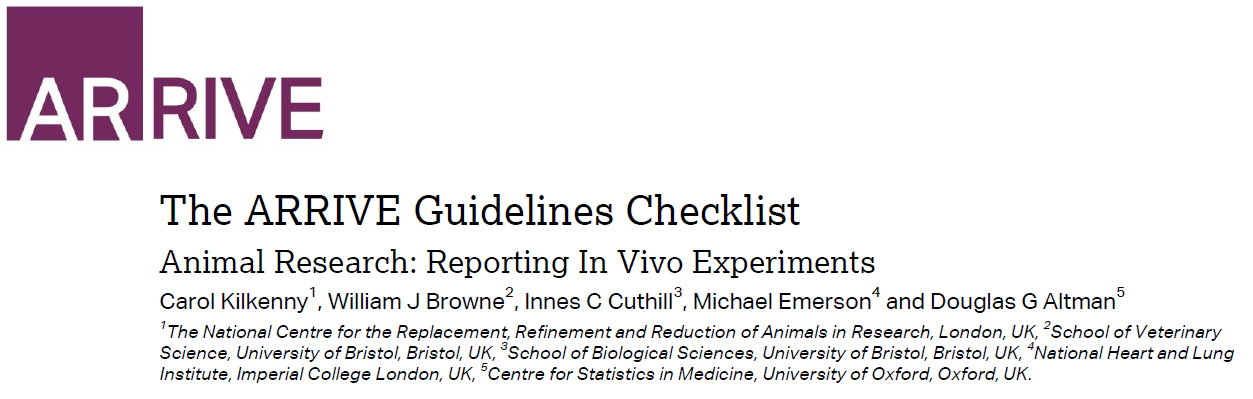 ARRIVE
The ARRIVE Guidelines Checklist
Animal Research: Reporting In Vivo Experiments
Carol Kilkenny1, William J Browne2, Innes C Cuthill3, Michael Emerson4 and Douglas G Altman5
1The National Centre for the Replacement, Refinement and Reduction of Animals in Research, London, UK, 2School of Veterinary
Science, University of Bristol, Bristol, UK, 3School of Biological Sciences, University of Bristol, Bristol, UK, 4National Heart and Lung
Institute, Imperial College London, UK, 5Centre for Statistics in Medicine, University of Oxford, Oxford, UK.